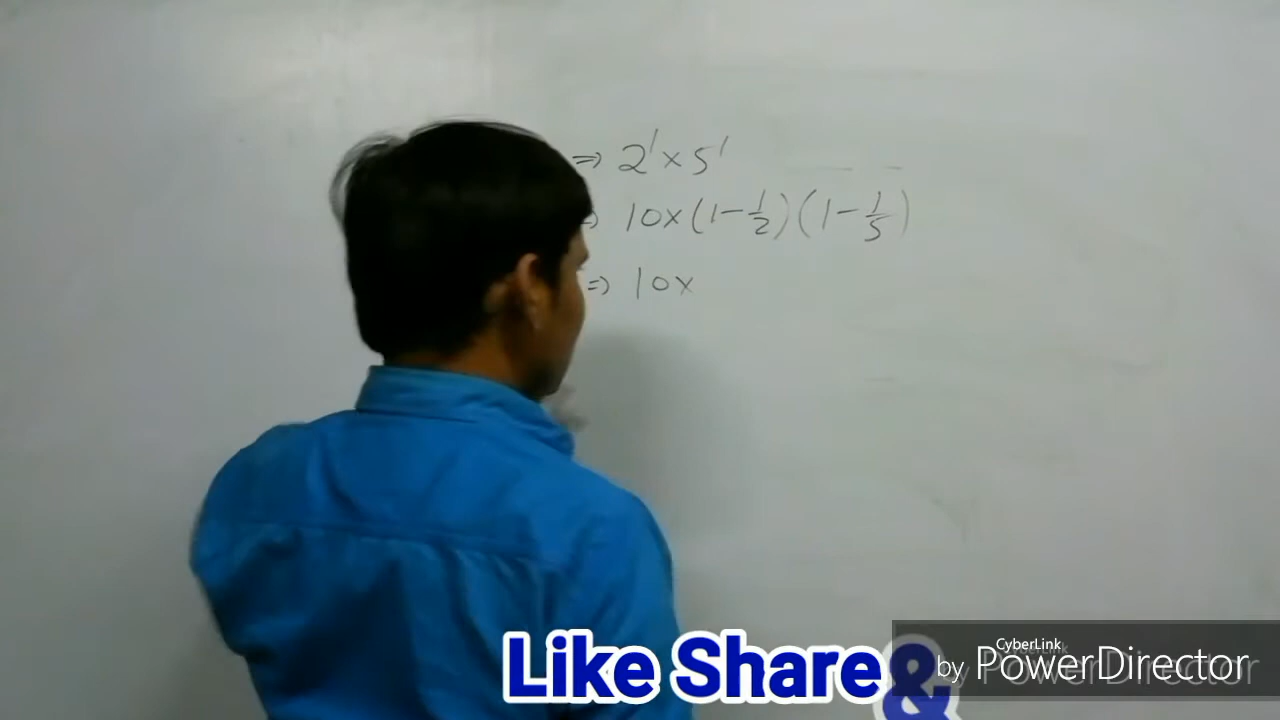 ⇒ 2¹ × 5¹
⇒ 10×(1-1/2)(1-1/5)
⇒ 10×
Like Share &
CyberLink
by PowerDirector